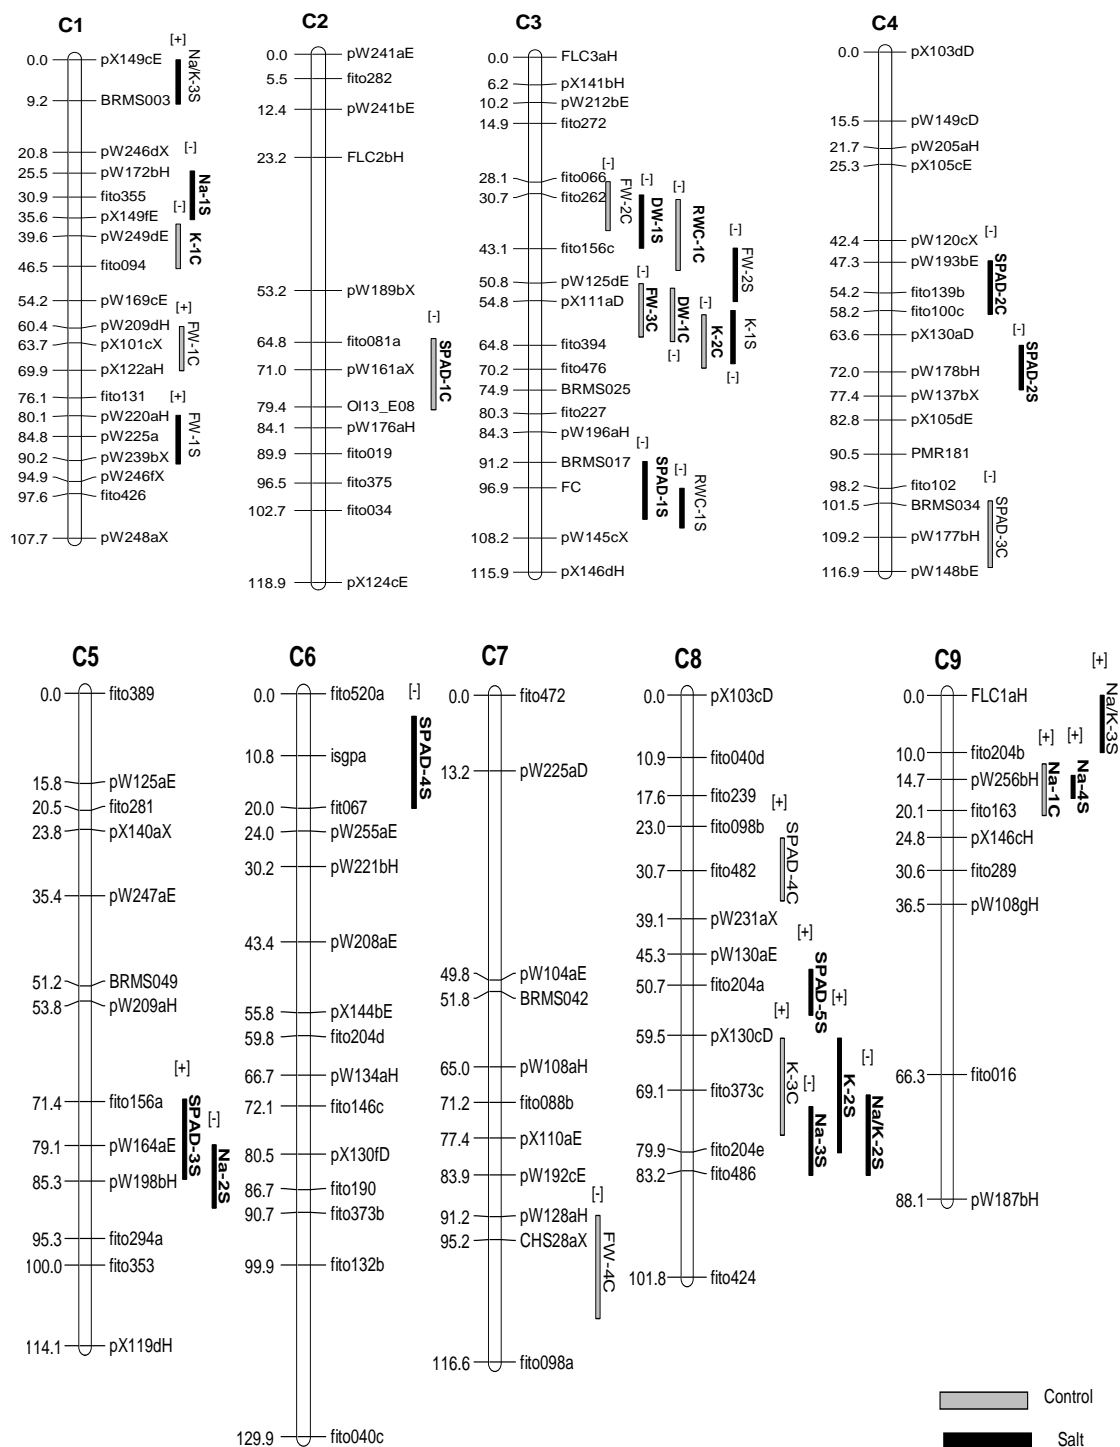 C1
[+]
0.0 pX149cE
9.2 BRMS003
Na/K-3S
20.8 pW246dX
[-]
25.5 pW172bH
30.9 fito355
35.6 pX149fE
Na-1S
[-]
39.6 pW249dE
46.5 fito094
K-1C
54.2 pW169cE
[+]
60.4 pW209dH
63.7 pX101cX
69.9 pX122aH
FW-1C
76.1 fito131
[+]
80.1 pW220aH
84.8 pW225a
90.2 pW239bX
FW-1S
94.9 pW246fX
97.6 fito426
107.7 pW248aX
C2
0.0 pW241aE
5.5 fito282
12.4 pW241bE
23.2 FLC2bH
53.2 pW189bX
[-]
64.8 fito081a
71.0 pW161aX
79.4 Ol13_E08
SPAD-1C
84.1 pW176aH
89.9 fito019
96.5 fito375
102.7 fito034
118.9 pX124cE
C3
0.0 FLC3aH
6.2 pX141bH
10.2 pW212bE
14.9 fito272
28.1 fito066
30.7 fito262
[-]
FW-2C
[-]
DW-1S
[-]
RWC-1C
43.1 fito156c
[-]
FW-2S
50.8 pW125dE
54.8 pX111aD
[-]
FW-3C
DW-1C
[-]
[-]
K-2C
K-1S
[-]
64.8 fito394
70.2 fito476
74.9 BRMS025
80.3 fito227
84.3 pW196aH
91.2 BRMS017
96.9 FC
[-]
SPAD-1S
[-]
RWC-1S
108.2 pW145cX
115.9 pX146dH
C4
0.0 pX103dD
15.5 pW149cD
21.7 pW205aH
25.3 pX105cE
42.4 pW120cX
[-]
47.3 pW193bE
54.2 fito139b
58.2 fito100c
SPAD-2C
63.6 pX130aD
[-]
72.0 pW178bH
77.4 pW137bX
SPAD-2S
82.8 pX105dE
90.5 PMR181
98.2 fito102
[-]
101.5 BRMS034
109.2 pW177bH
116.9 pW148bE
SPAD-3C
C5
0.0 fito389
15.8 pW125aE
20.5 fito281
23.8 pX140aX
35.4 pW247aE
51.2 BRMS049
53.8 pW209aH
[+]
71.4 fito156a
79.1 pW164aE
85.3 pW198bH
SPAD-3S
[-]
Na-2S
95.3 fito294a
100.0 fito353
114.1 pX119dH
C6
0.0 fito520a
10.8 isgpa
20.0 fit067
[-]
SPAD-4S
24.0 pW255aE
30.2 pW221bH
43.4 pW208aE
55.8 pX144bE
59.8 fito204d
66.7 pW134aH
72.1 fito146c
80.5 pX130fD
86.7 fito190
90.7 fito373b
99.9 fito132b
129.9 fito040c
C7
0.0 fito472
13.2 pW225aD
49.8 pW104aE
51.8 BRMS042
65.0 pW108aH
71.2 fito088b
77.4 pX110aE
83.9 pW192cE
[-]
91.2 pW128aH
95.2 CHS28aX
FW-4C
116.6 fito098a
C8
0.0 pX103cD
10.9 fito040d
17.6 fito239
[+]
23.0 fito098b
30.7 fito482
SPAD-4C
39.1 pW231aX
[+]
45.3 pW130aE
50.7 fito204a
SPAD-5S
[+]
[+]
59.5 pX130cD
69.1 fito373c
K-3C
K-2S
[-]
[-]
79.9 fito204e
83.2 fito486
Na-3S
Na/K-2S
101.8 fito424
C9
[+]
0.0 FLC1aH
Na/K-3S
10.0 fito204b
[+] [+]
14.7 pW256bH
20.1 fito163
Na-1C
Na-4S
24.8 pX146cH
30.6 fito289
36.5 pW108gH
66.3 fito016
88.1 pW187bH
Control
Salt